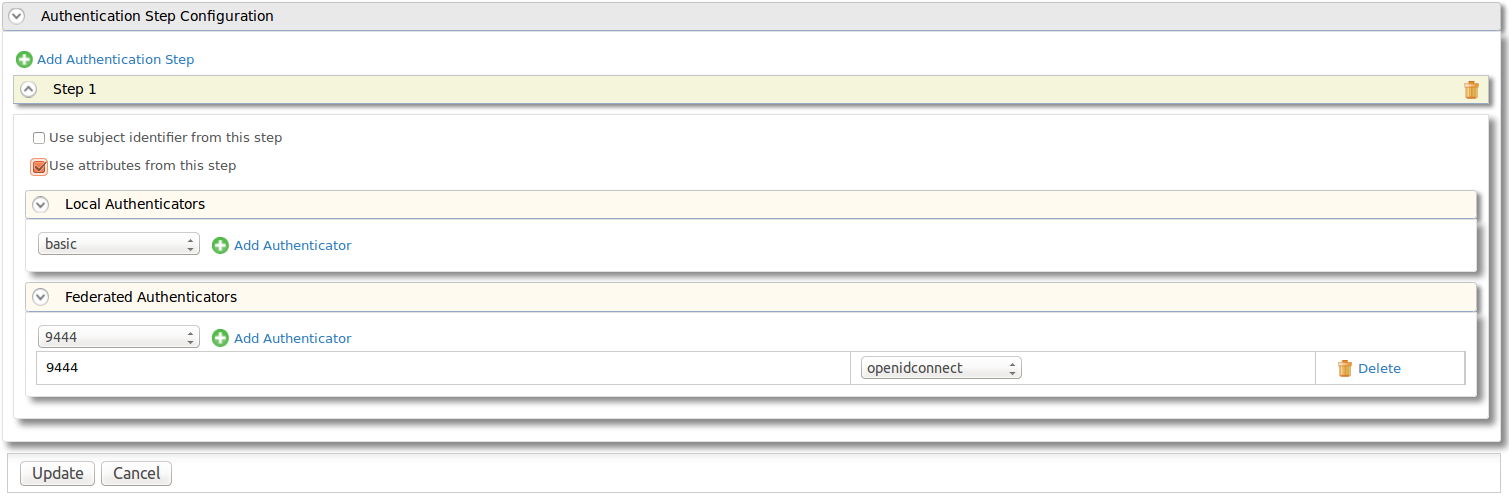 Authentication Step Configuration
Add Authentication Step
Step 1
Use subject identifier from this step
Use attributes from this step
Local Authenticators
basic Add Authenticator
Federated Authenticators
9444 Add Authenticator
9444 openidconnect Delete
Update Cancel